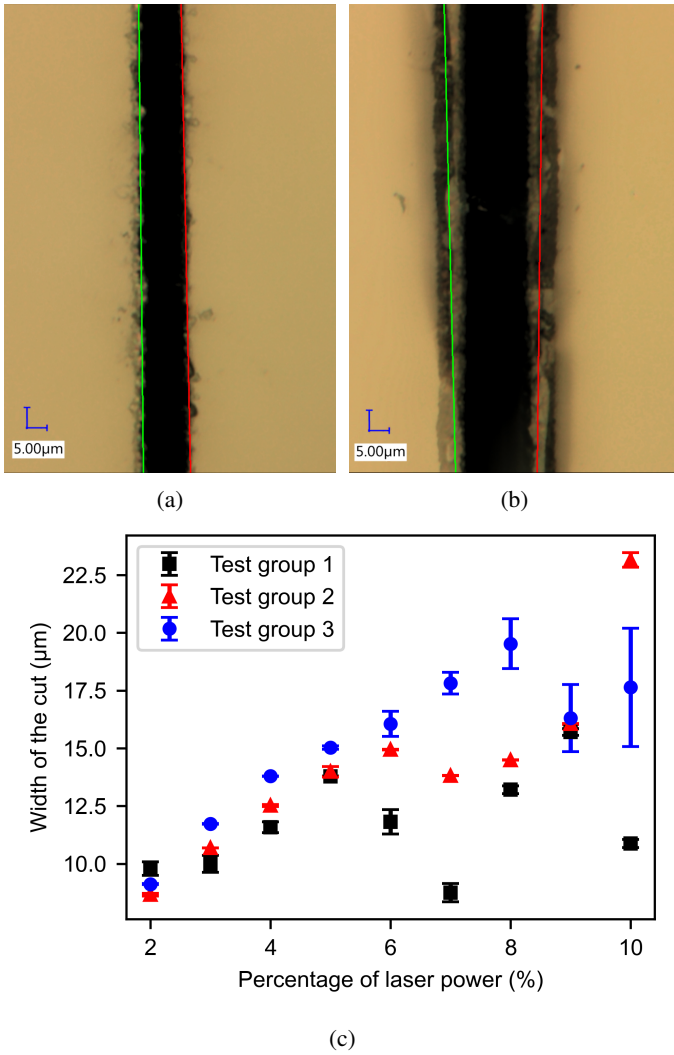 5.00µm
5.00µm
(a)
(b)
Test group 1
Test group 2
Test group 3
Width of the cut (µm)
22.5
20.0
17.5
15.0
12.5
10.0
2 4 6 8 10
Percentage of laser power (%)
(c)